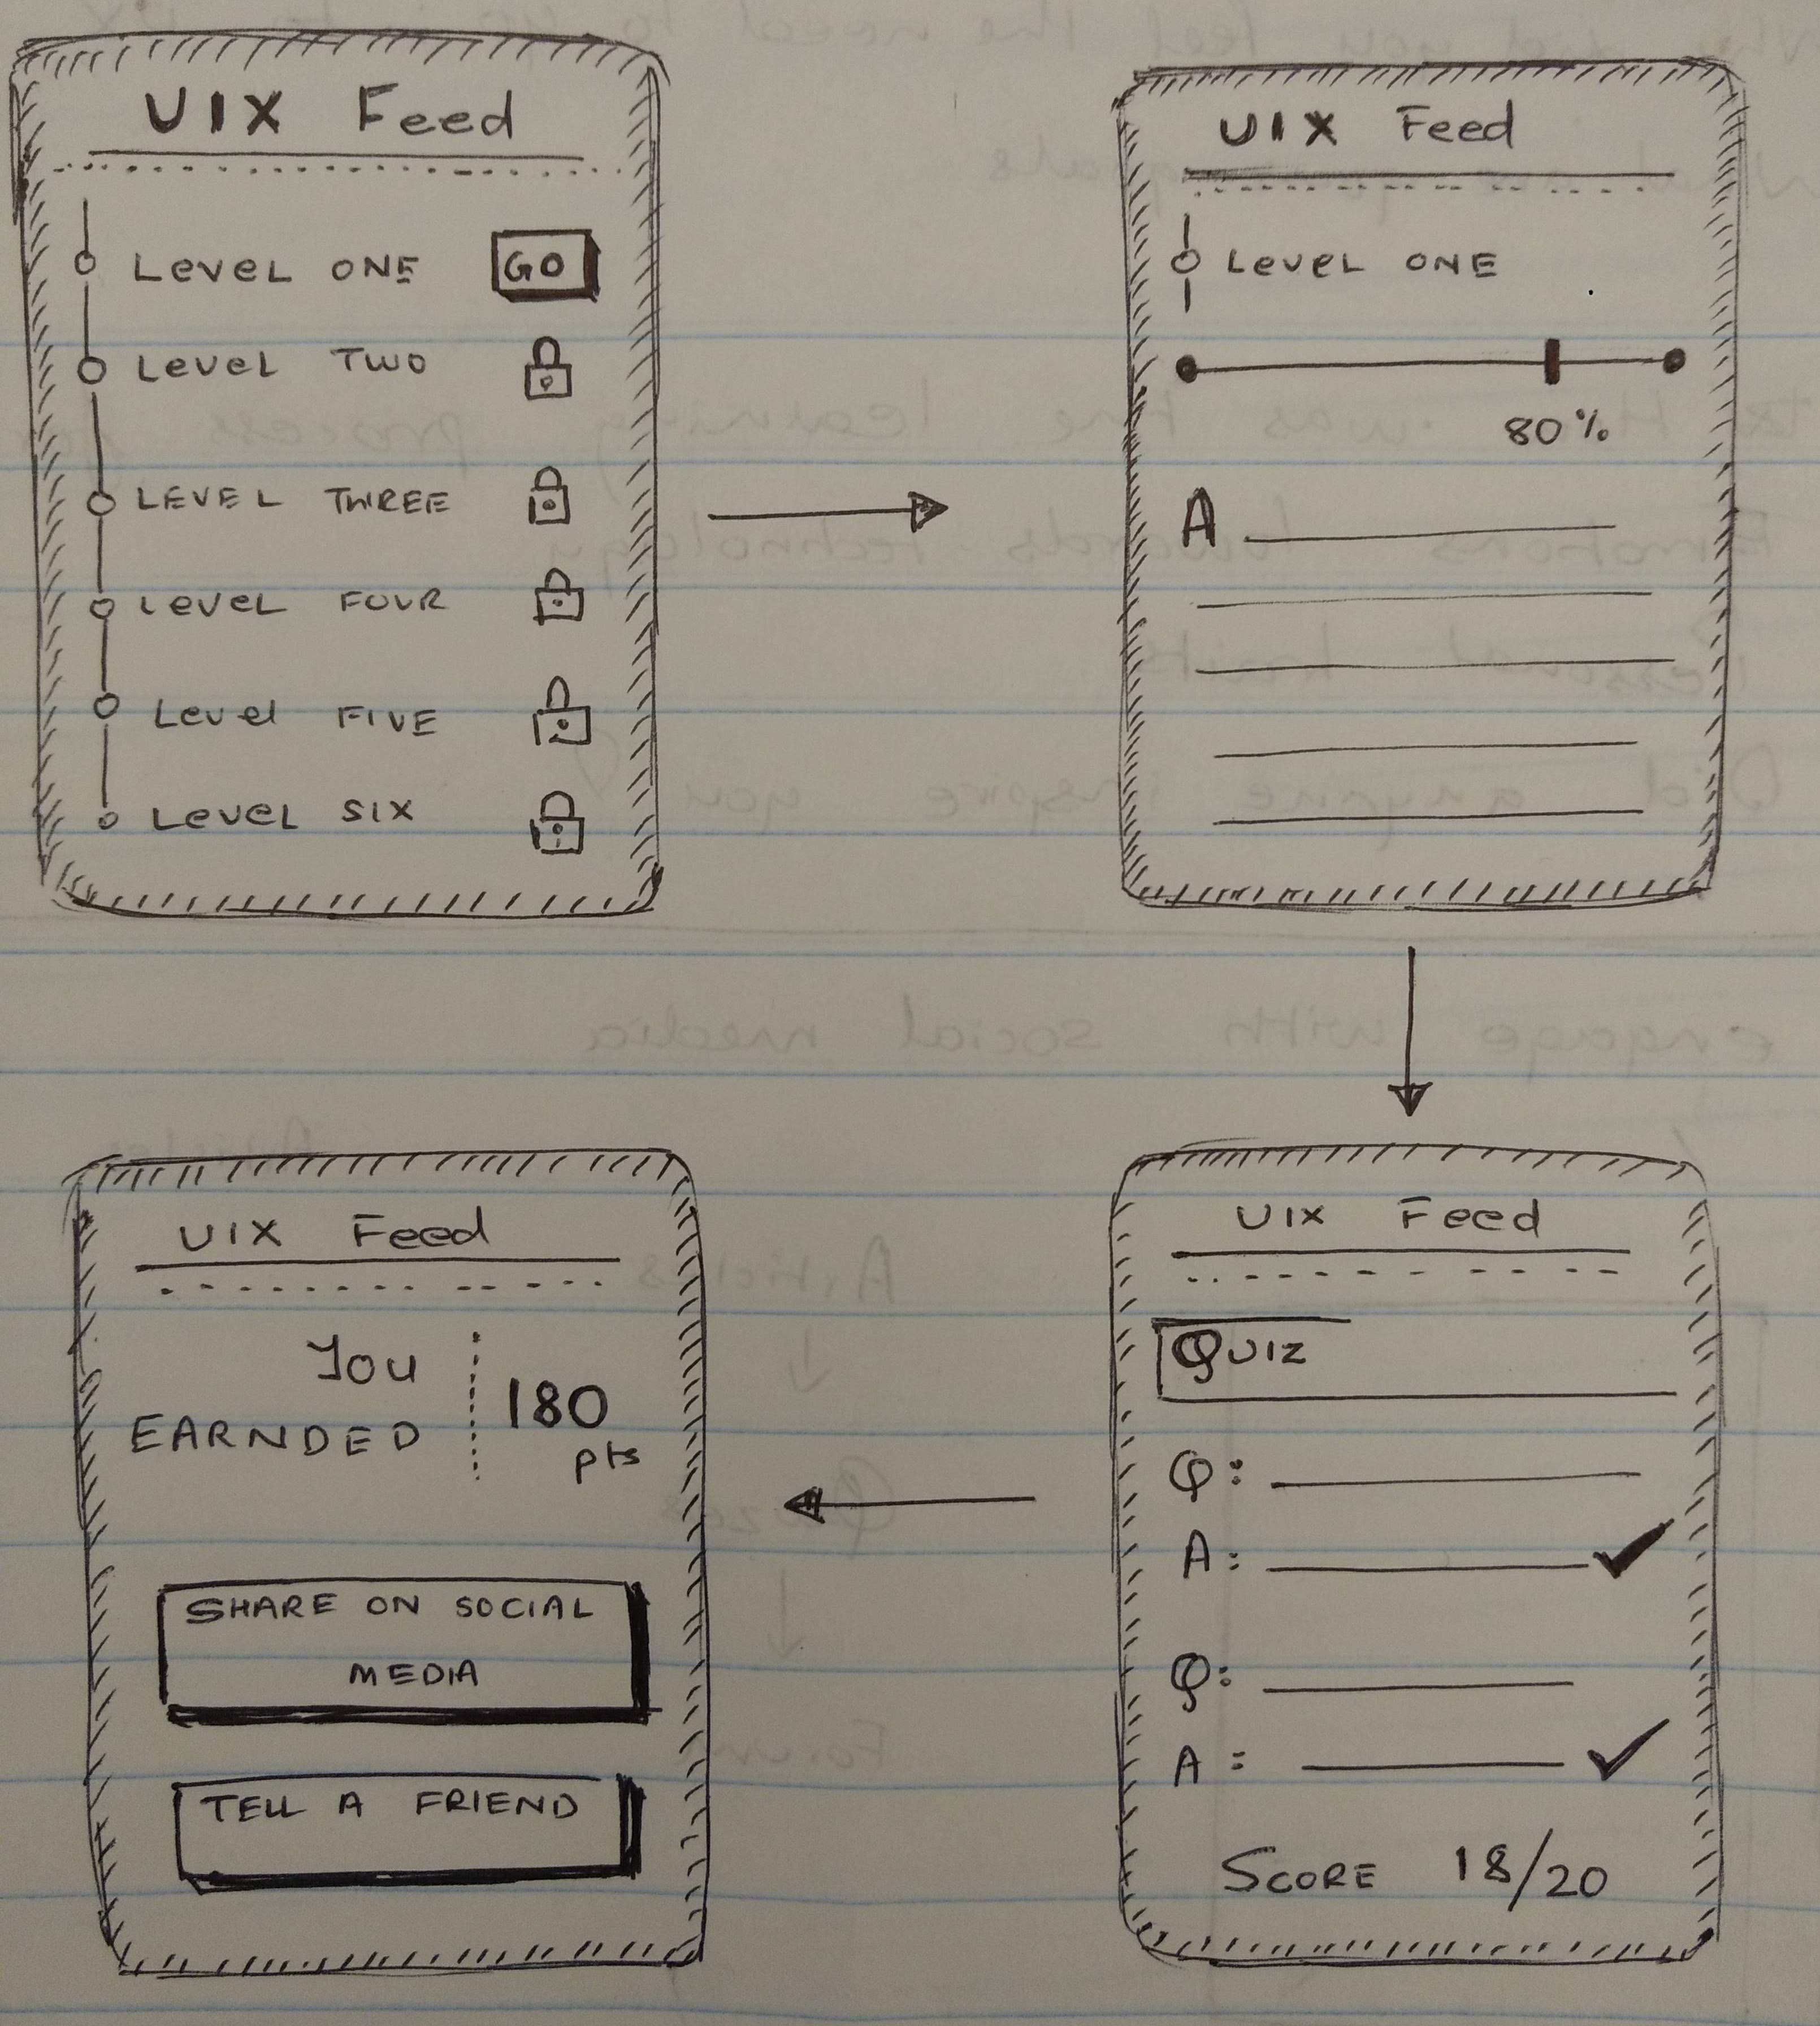 UIX Feed
LEVEL ONE GO
LEVEL TWO
LEVEL THREE
LEVEL FOUR
Level FIVE
LEVEL SIX
UIX Feed
LEVEL ONE
80%
A
UIX Feed
QUIZ
Q:
A:
Q:
A:
SCORE 18/20
UIX Feed
You
EARNDED
180
pts
SHARE ON SOCIAL
MEDIA
TELL A FRIEND